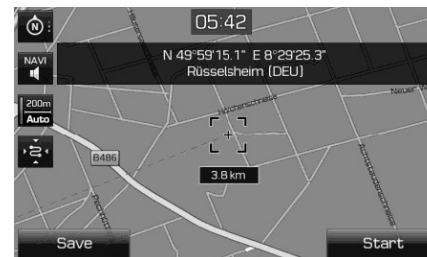 05:42
N
NAVI
N 49°59'15.1" E 8°29'25.3"
Rüsselsheim (DEU)
200m
Auto
B486
3.8 km
Save
Start